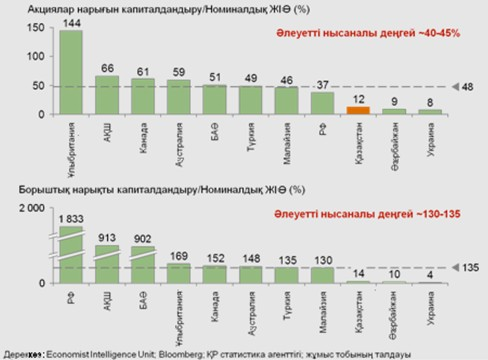 Акциялар нарығын капиталдандыру/Номиналдық ЖІӨ (%)
Әлеуетті нысаналы деңгей ~40-45%
150
100
50
0
144
66
61
59
51
49
46
37
12
9
8
48
Ұлыбритания
АҚШ
Канада
Австралия
БАӘ
Түркия
Малайзия
РФ
Қазақстан
Әзірбайжан
Украина
Борыштық нарықты капиталдандыру/Номиналдық ЖІӨ (%)
Әлеуетті нысаналы деңгей ~130-135
2 000
0
1 833
913
902
169
152
148
135
130
14
10
4
135
РФ
АҚШ
БАӘ
Ұлыбритания
Канада
Австралия
Түркия
Малайзия
Қазақстан
Әзірбайжан
Украина
Дереккөз: Economist Intelligence Unit; Bloomberg; ҚР статистика агенттігі; жұмыс тобының талдауы